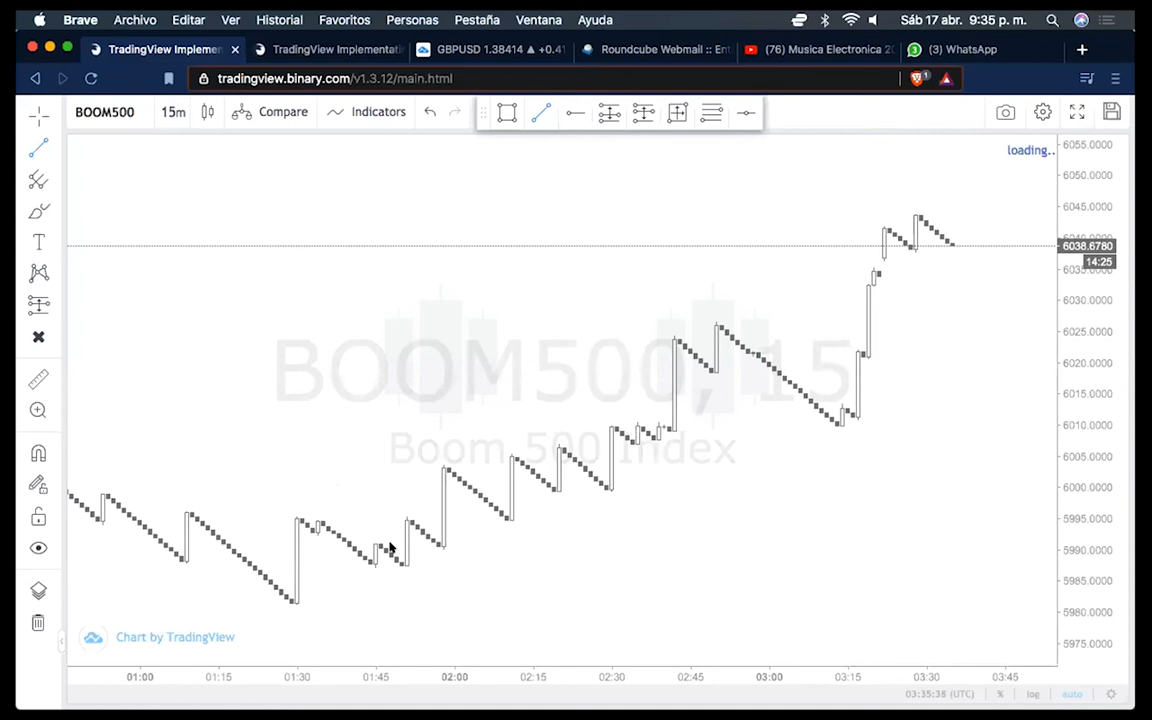 Brave Archivo Editar Ver Historial Favoritos Personas Pestaña Ventana Ayuda Sáb 17 abr. 9:35 p. m.
TradingView Implemen TradingView Implementatin GBPUSD 1.38414 ▲ +0.41 Roundcube Webmail :: Ent (76) Musica Electronica 20 (3) WhatsApp
tradingview.binary.com/v1.3.12/main.html 1
BOOM500 15m Compare Indicators
loading..
6055.0000
6050.0000
6045.0000
6038.6780
14:25
6030.0000
6025.0000
6020.0000
6015.0000
6010.0000
6005.0000
6000.0000
5995.0000
5990.0000
5985.0000
5980.0000
5975.0000
BOOM500, 15
Boom 500 Index
Chart by TradingView
01:00 01:15 01:30 01:45 02:00 02:15 02:30 02:45 03:00 03:15 03:30 03:45
03:35:38 (UTC) % log auto